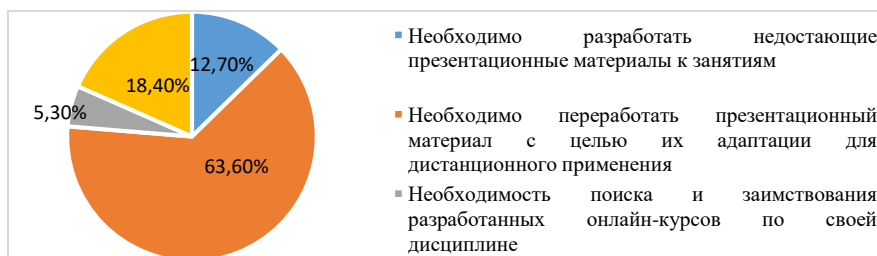 12,70%
18,40%
5,30%
63,60%
Необходимо разработать недостающие
презентационные материалы к занятиям
Необходимо переработать презентационный
материал с целью их адаптации для
дистанционного применения
Необходимость поиска и заимствования
разработанных онлайн-курсов по своей
дисциплине